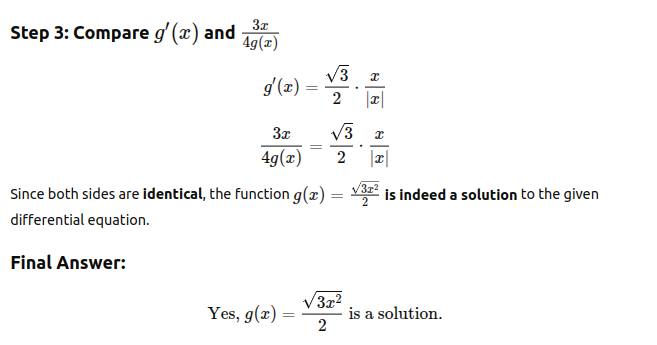 Step 3: Compare g′(x) and 3x/4g(x)
g′(x) = √3/2 · x/|x|
3x/4g(x) = √3/2 · x/|x|
Since both sides are identical, the function g(x) = √(3x²)/2 is indeed a solution to the given
differential equation.
Final Answer:
Yes, g(x) = √(3x²)/2 is a solution.